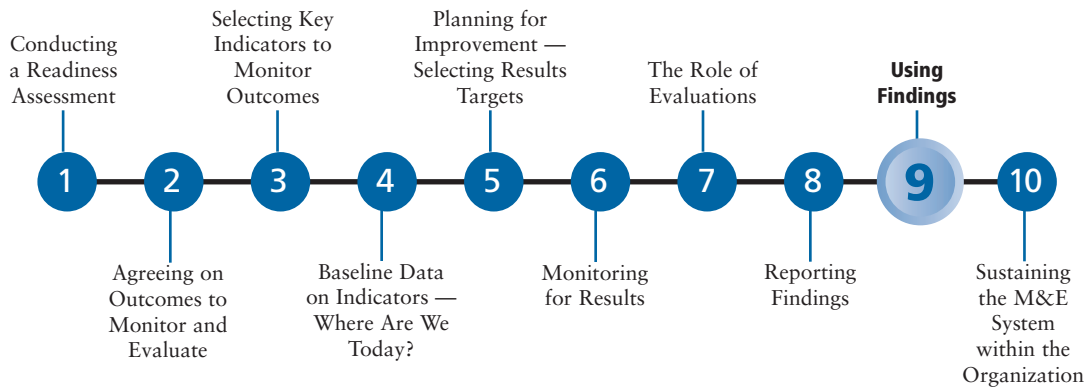 Conducting
a Readiness
Assessment
1
2
Agreeing on
Outcomes to
Monitor and
Evaluate
Selecting Key
Indicators to
Monitor
Outcomes
3
4
Baseline Data
on Indicators —
Where Are We
Today?
Planning for
Improvement —
Selecting Results
Targets
5
6
Monitoring
for Results
The Role of
Evaluations
7
8
Reporting
Findings
Using
Findings
9
10
Sustaining
the M&E
System
within the
Organization